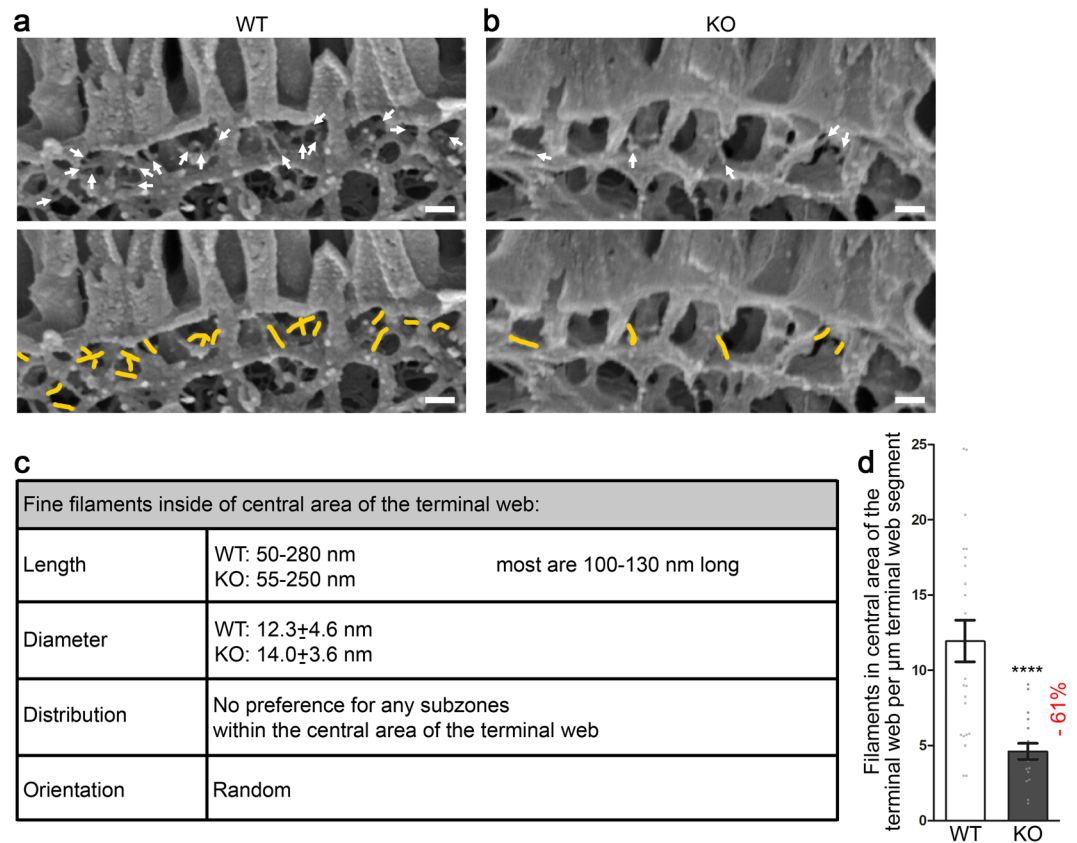 a
WT
b
KO
c
Fine filaments inside of central area of the terminal web:
Length
WT: 50-280 nm
KO: 55-250 nm
most are 100-130 nm long
Diameter
WT: 12.3±4.6 nm
KO: 14.0±3.6 nm
Distribution
No preference for any subzones
within the central area of the terminal web
Orientation
Random
d
Filaments in central area of the
terminal web per µm terminal web segment
25
20
15
10
5
0
****
- 61%
WT
KO